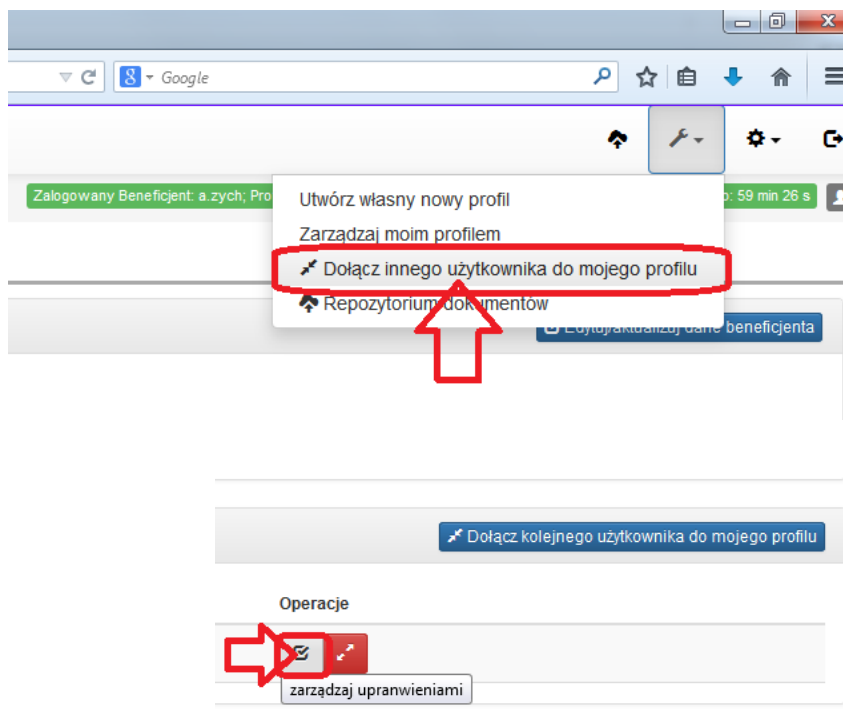 Google
Zalogowany Beneficjent: a.zych; Pro
59 min 26 s
Utwórz własny nowy profil
Zarządzaj moim profilem
Dołącz innego użytkownika do mojego profilu
Repozytorium dokumentów
Edytuj/aktualizuj dane beneficjenta
Dołącz kolejnego użytkownika do mojego profilu
Operacje
zarządzaj upranwieniami